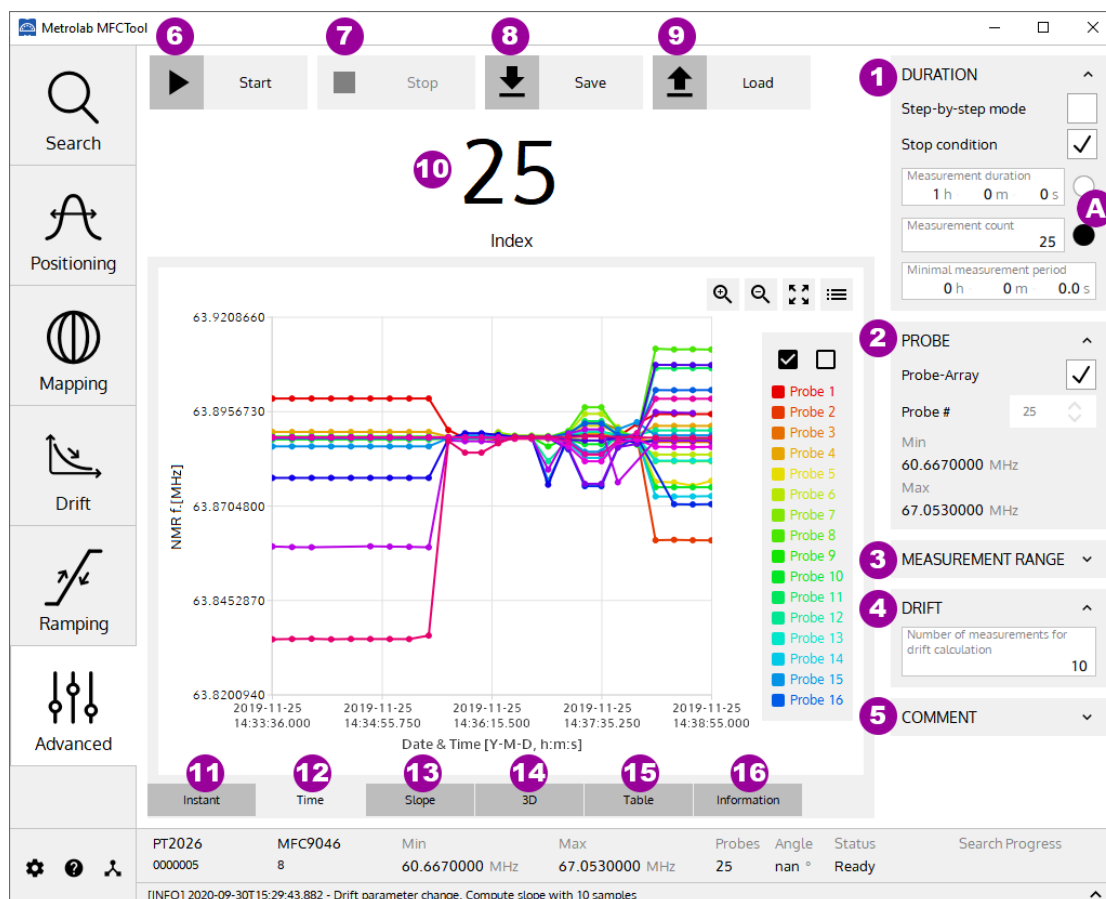 Metrolab MFCTool
6
7
8
9
Start
Stop
Save
Load
Search
Positioning
Mapping
Drift
Ramping
Advanced
10
25
Index
63.9208660
63.8956730
63.8704800
63.8452870
63.8200940
NMR f.[MHz]
2019-11-25 2019-11-25 2019-11-25 2019-11-25 2019-11-25
14:33:36.000 14:34:55.750 14:36:15.500 14:37:35.250 14:38:55.000
Date & Time [Y-M-D, h:m:s]
Probe 1
Probe 2
Probe 3
Probe 4
Probe 5
Probe 6
Probe 7
Probe 8
Probe 9
Probe 10
Probe 11
Probe 12
Probe 13
Probe 14
Probe 15
Probe 16
11
12
13
14
15
16
Instant
Time
Slope
3D
Table
Information
1
DURATION
Step-by-step mode
Stop condition
Measurement duration
1 h 0 m 0 s
A
Measurement count
25
Minimal measurement period
0 h 0 m 0.0 s
2
PROBE
Probe-Array
Probe # 25
Min
60.6670000 MHz
Max
67.0530000 MHz
3
MEASUREMENT RANGE
4
DRIFT
Number of measurements for
drift calculation
10
5
COMMENT
PT2026 MFC9046 Min Max Probes Angle Status Search Progress
0000005 8 60.6670000 MHz 67.0530000 MHz 25 nan ° Ready
[INFO] 2020-09-30T15:29:43.882 - Drift parameter change. Compute slope with 10 samples